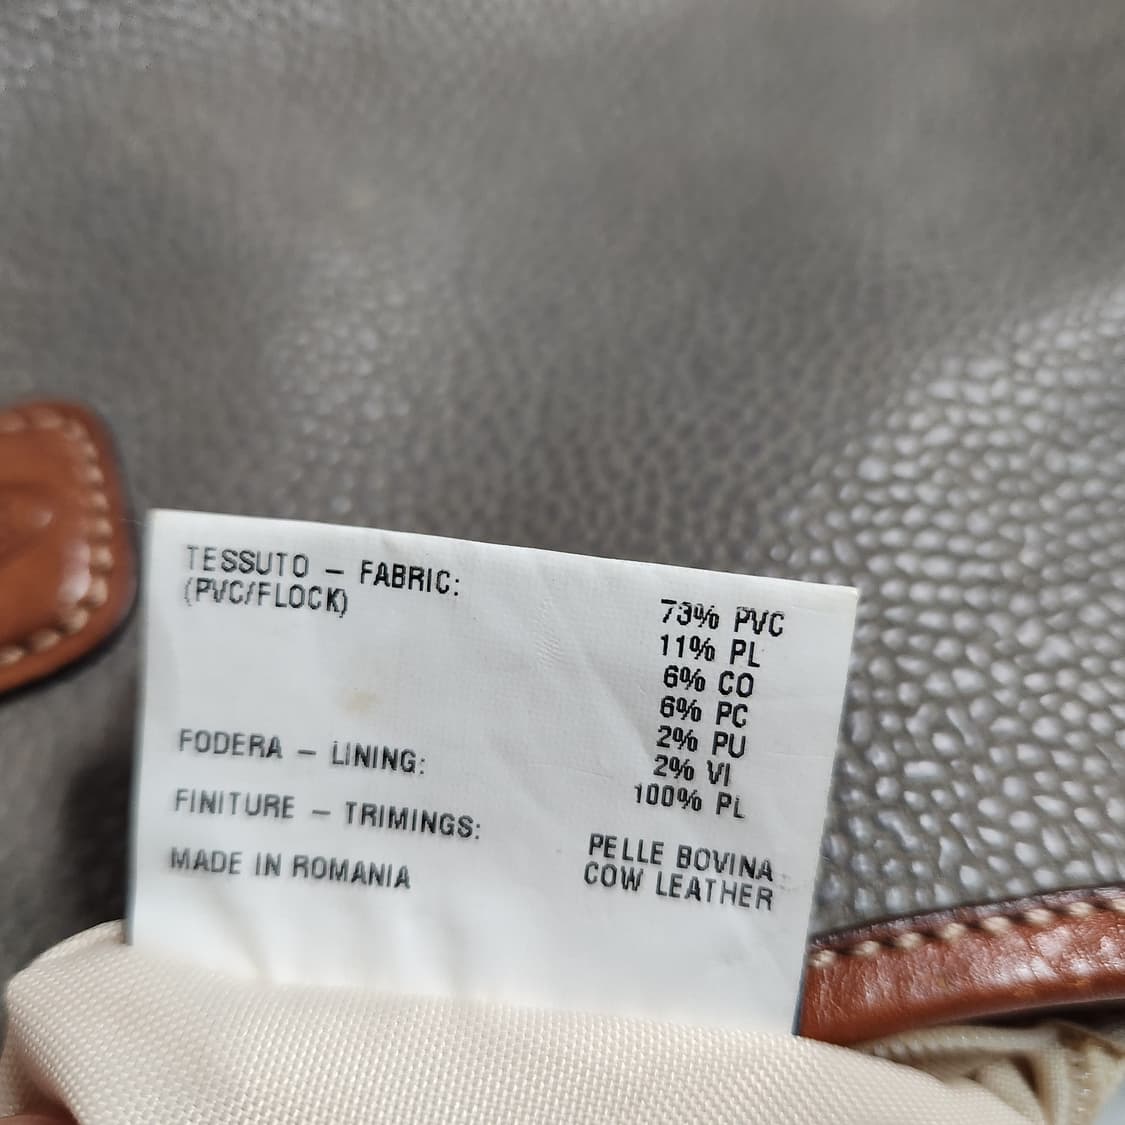 TESSUTO – FABRIC:
(PVC/FLOCK)
73% PVC
11% PL
6% CO
6% PC
2% PU
2% VI
FODERA – LINING:
100% PL
FINITURE – TRIMINGS:
PELLE BOVINA
COW LEATHER
MADE IN ROMANIA